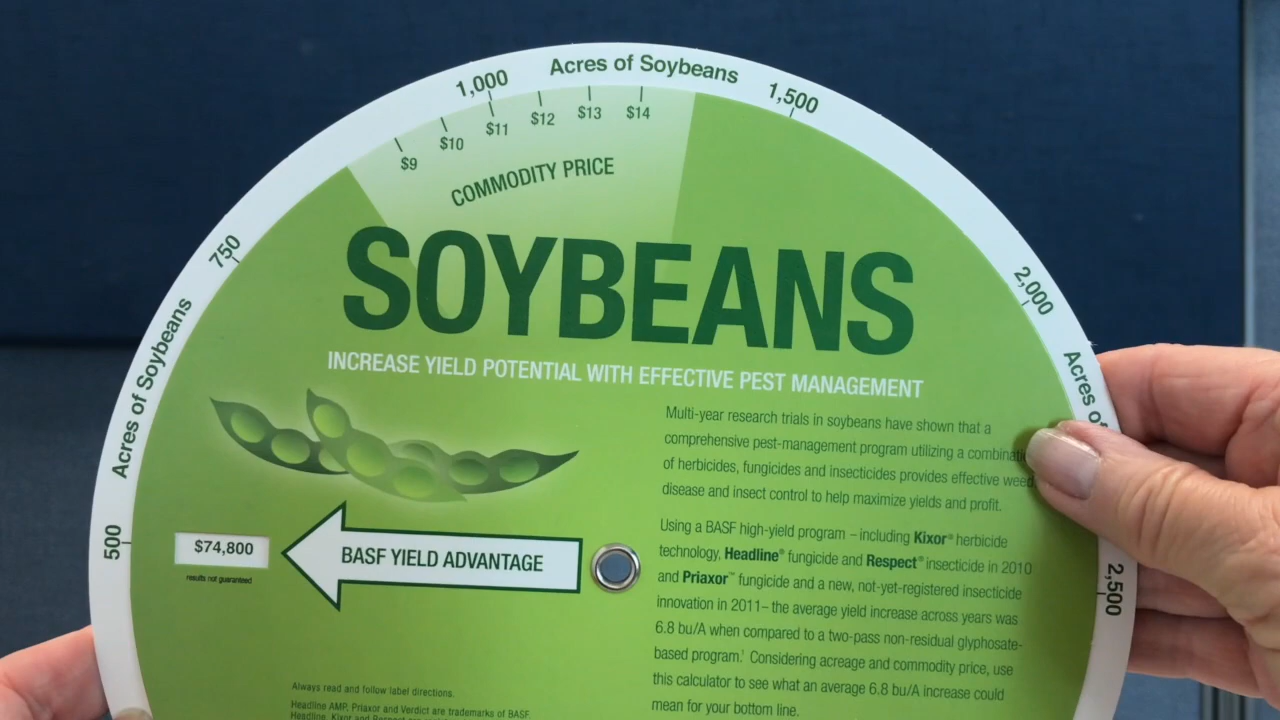 Acres of Soybeans
1,000
1,500
$9
$10
$11
$12
$13
$14
COMMODITY PRICE
750
2,000
SOYBEANS
INCREASE YIELD POTENTIAL WITH EFFECTIVE PEST MANAGEMENT
Acres of Soybeans
Acres of
Multi-year research trials in soybeans have shown that a
comprehensive pest-management program utilizing a
of herbicides, fungicides and insecticides provides effective weed
disease and insect control to help maximize yields and profit.
500
$74,800
results not guaranteed
BASF YIELD ADVANTAGE
2,500
Using a BASF high-yield program – including Kixor® herbicide
technology, Headline® fungicide and Respect® insecticide in 2010
and Priaxor™ fungicide and a new, not-yet-registered insecticide
innovation in 2011– the average yield increase across years was
6.8 bu/A when compared to a two-pass non-residual glyphosate-
based program.¹ Considering acreage and commodity price, use
this calculator to see what an average 6.8 bu/A increase could
mean for your bottom line.
Always read and follow label directions.
Headline AMP, Priaxor and Verdict are trademarks of BASF.
Headline, Kixor and Respect are